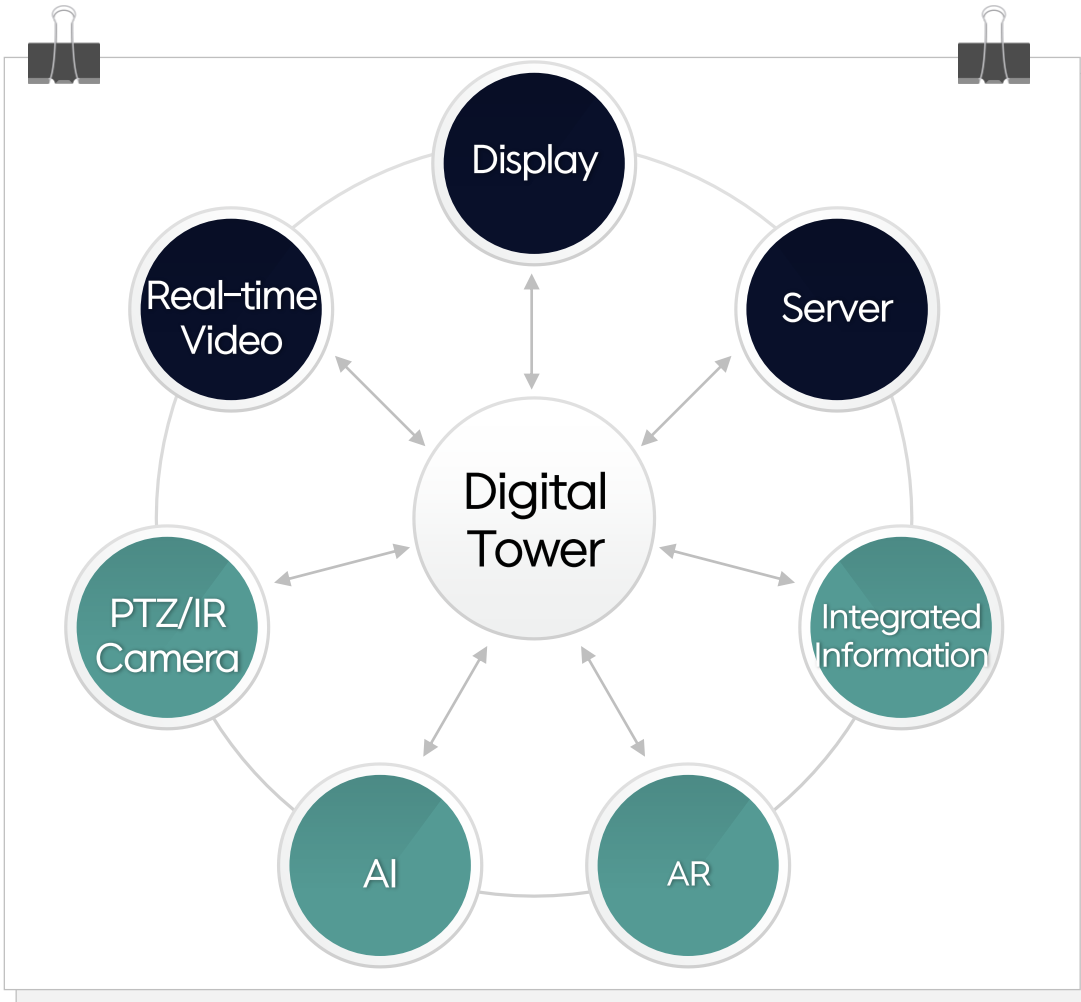 Display
Real-time
Video
Server
Digital
Tower
PTZ/IR
Camera
Integrated
Information
AI
AR